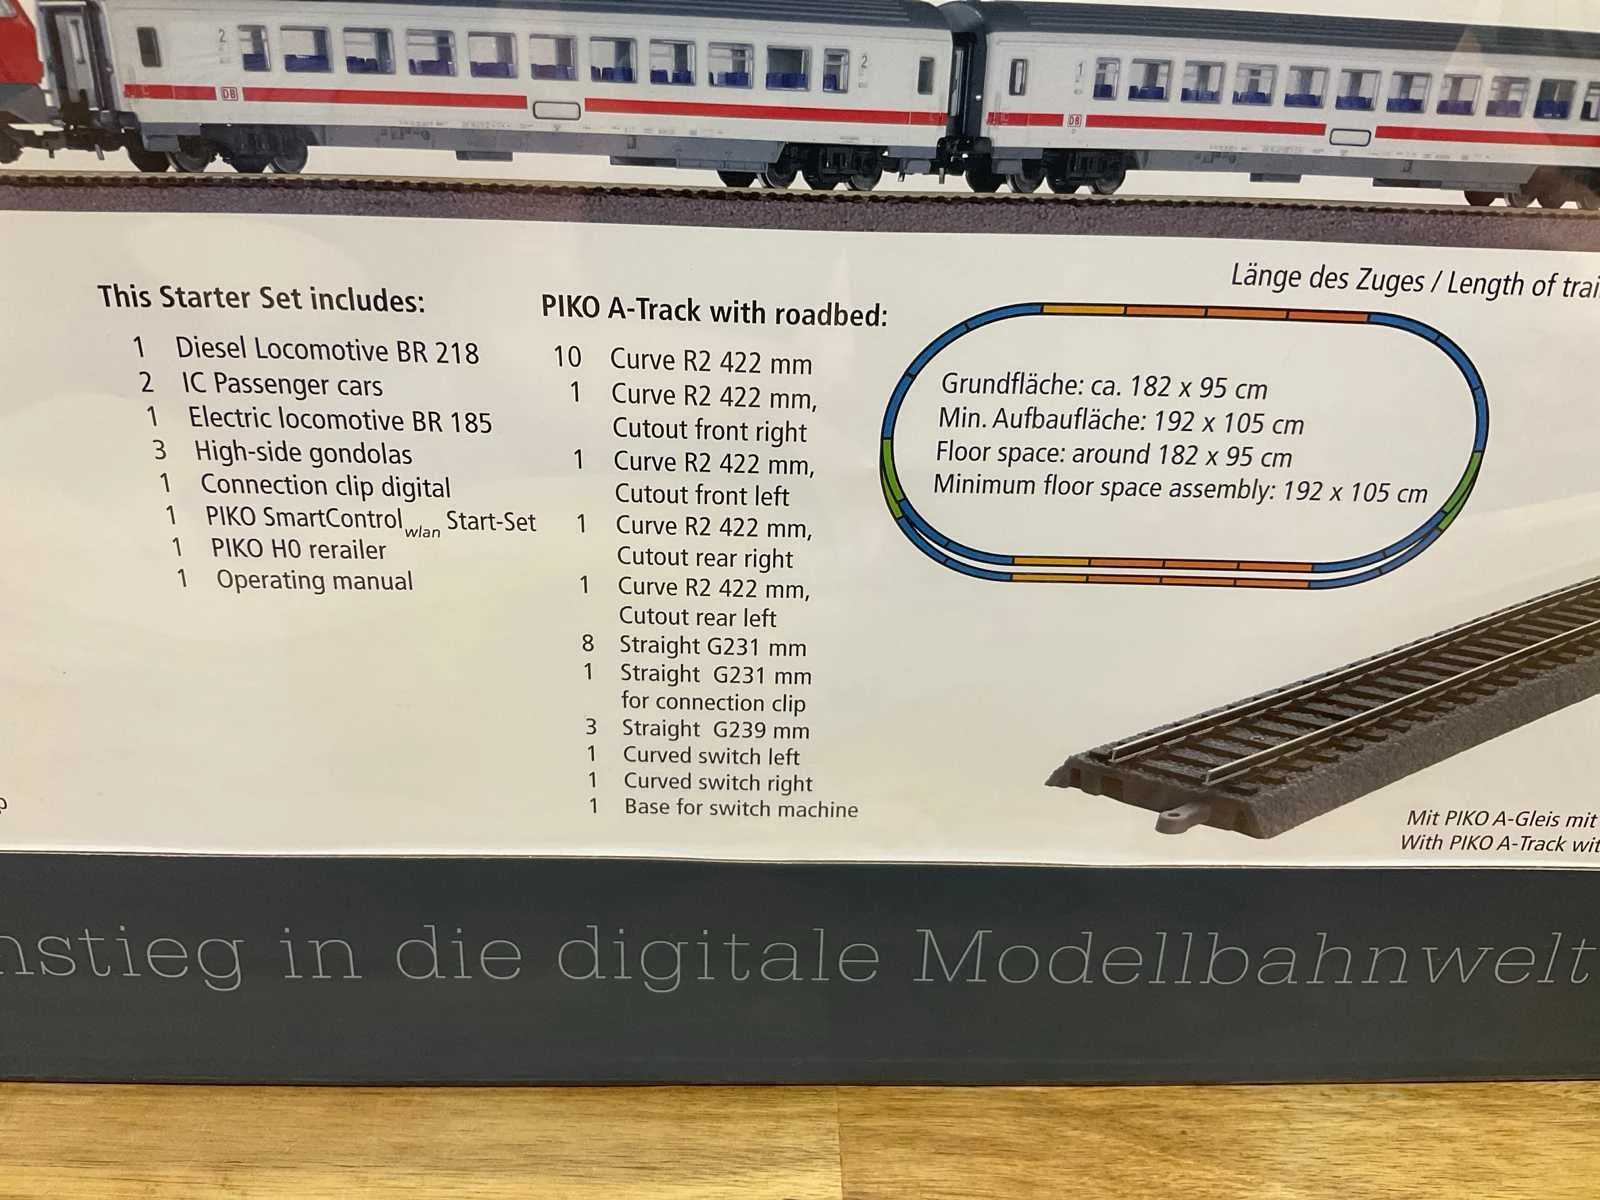 2
2
1
DB
DB
Länge des Zuges / Length of
This Starter Set includes:
1 Diesel Locomotive BR 218
2 IC Passenger cars
1 Electric locomotive BR 185
3 High-side gondolas
1 Connection clip digital
1 PIKO SmartControl wlan Start-Set
1 PIKO H0 rerailer
1 Operating manual
PIKO A-Track with roadbed:
10 Curve R2 422 mm
1 Curve R2 422 mm,
Cutout front right
1 Curve R2 422 mm,
Cutout front left
1 Curve R2 422 mm,
Cutout rear right
1 Curve R2 422 mm,
Cutout rear left
8 Straight G231 mm
1 Straight G231 mm
for connection clip
3 Straight G239 mm
1 Curved switch left
1 Curved switch right
1 Base for switch machine
Grundfläche: ca. 182 x 95 cm
Min. Aufbaufläche: 192 x 105 cm
Floor space: around 182 x 95 cm
Minimum floor space assembly: 192 x 105 cm
Mit PIKO A-Gleis mit
With PIKO A-Track
nstieg in die digitale Modellbahnwelt